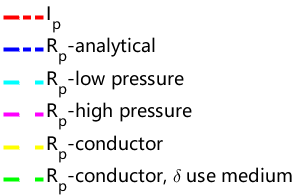 Iₚ
Rₚ-analytical
Rₚ-low pressure
Rₚ-high pressure
Rₚ-conductor
Rₚ-conductor, δ use medium